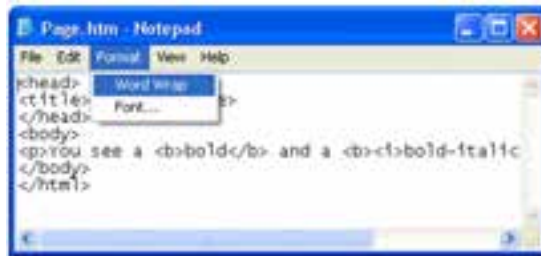 Page.htm - Notepad
File Edit Format View Help
<head>
Word Wrap
<title>
Font...
</head>
<body>
<p>You see a <b>bold</b> and a <b><i>bold-italic
</body>
</html>